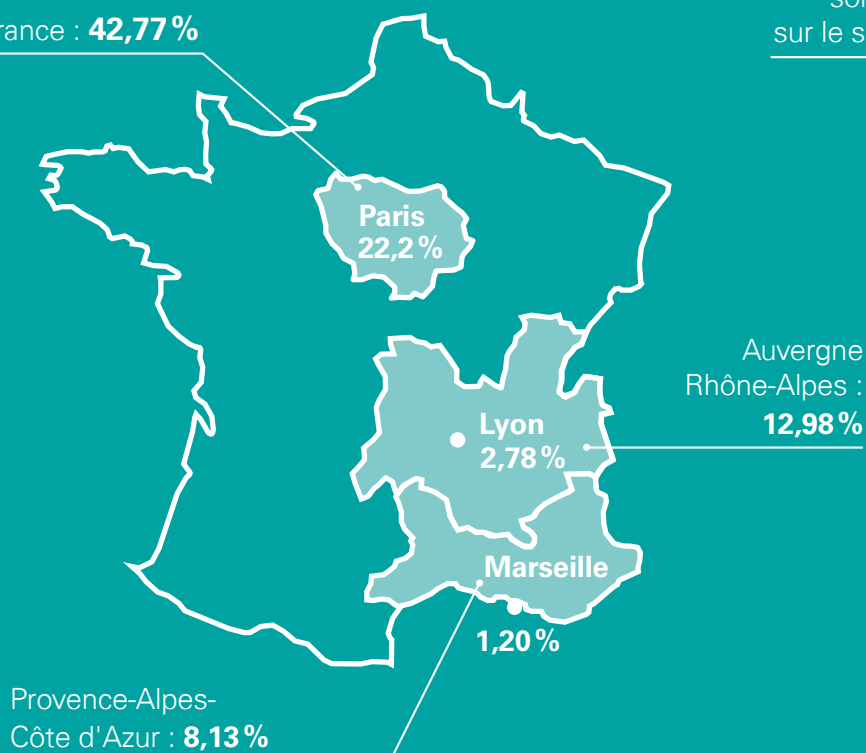 rance : 42,77 %
sur le s
Paris
22,2 %
Auvergne
Rhône-Alpes :
12,98 %
Lyon
2,78 %
Marseille
1,20 %
Provence-Alpes-
Côte d'Azur : 8,13 %